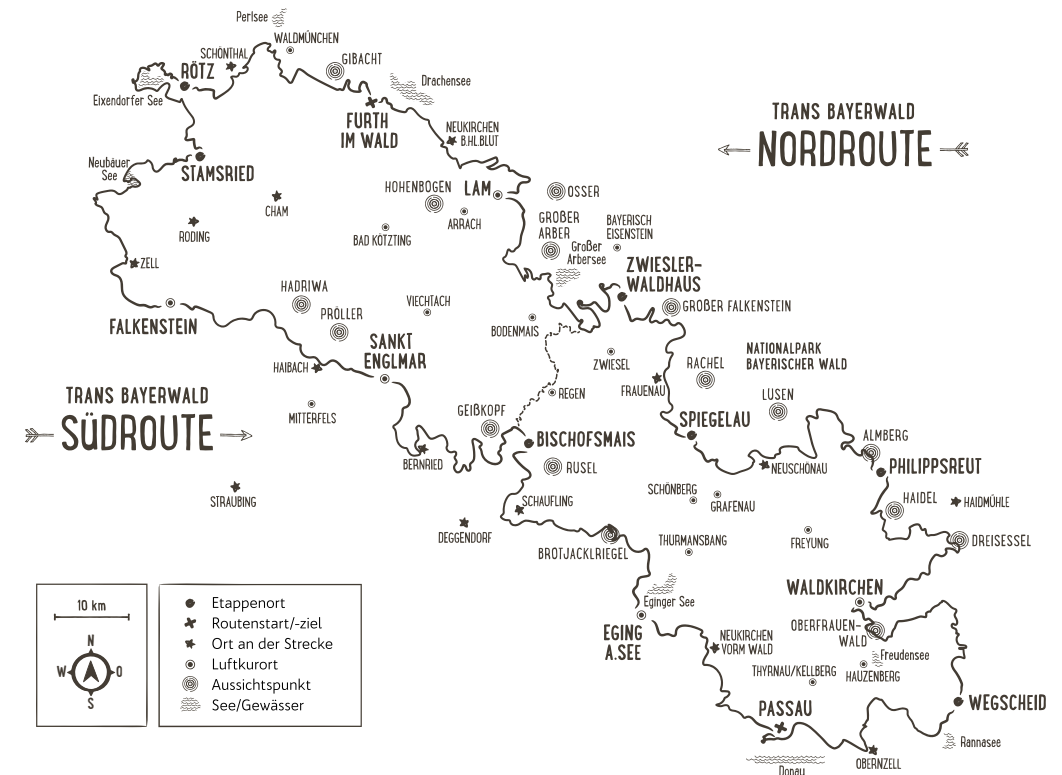 Perlsee
WALDMÜNCHEN
SCHÖNTHAL
GIBACHT
RÖTZ
Drachensee
Eixendorfer See
FURTH
IM WALD
NEUKIRCHEN
B.HL.BLUT
TRANS BAYERWALD
NORDROUTE
Neubäuer
See
STAMSRIED
HOHENBOGEN
LAM
OSSER
CHAM
ARRACH
RODING
BAD KÖTZTING
GROẞER
ARBER
BAYERISCH
EISENSTEIN
Großer
Arbersee
ZELL
ZWIESLER-
WALDHAUS
HADRIWA
VIECHTACH
GROẞER FALKENSTEIN
PRÖLLER
FALKENSTEIN
BODENMAIS
SANKT
ENGLMAR
NATIONALPARK
BAYERISCHER WALD
ZWIESEL
RACHEL
HAIBACH
FRAUENAU
REGEN
LUSEN
TRANS BAYERWALD
SÜDROUTE
MITTERFELS
GEIẞKOPF
SPIEGELAU
BISCHOFSMAIS
ALMBERG
BERNRIED
RUSEL
NEUSCHÖNAU
PHILIPPSREUT
STRAUBING
SCHÖNBERG
GRAFENAU
HAIDEL
HAIDMÜHLE
SCHAUFLING
DEGGENDORF
BROTJACKLRIEGEL
THURMANSBANG
FREYUNG
DREISESSEL
WALDKIRCHEN
Eginger See
EGING
A.SEE
OBERFRAUEN-
WALD
NEUKIRCHEN
VORM WALD
Freudensee
THYRNAU/KELLBERG
HAUZENBERG
PASSAU
WEGSCHEID
Rannasee
OBERNZELL
Donau
10 km
N
W
O
S
Etappenort
Routenstart/-ziel
Ort an der Strecke
Luftkurort
Aussichtspunkt
See/Gewässer